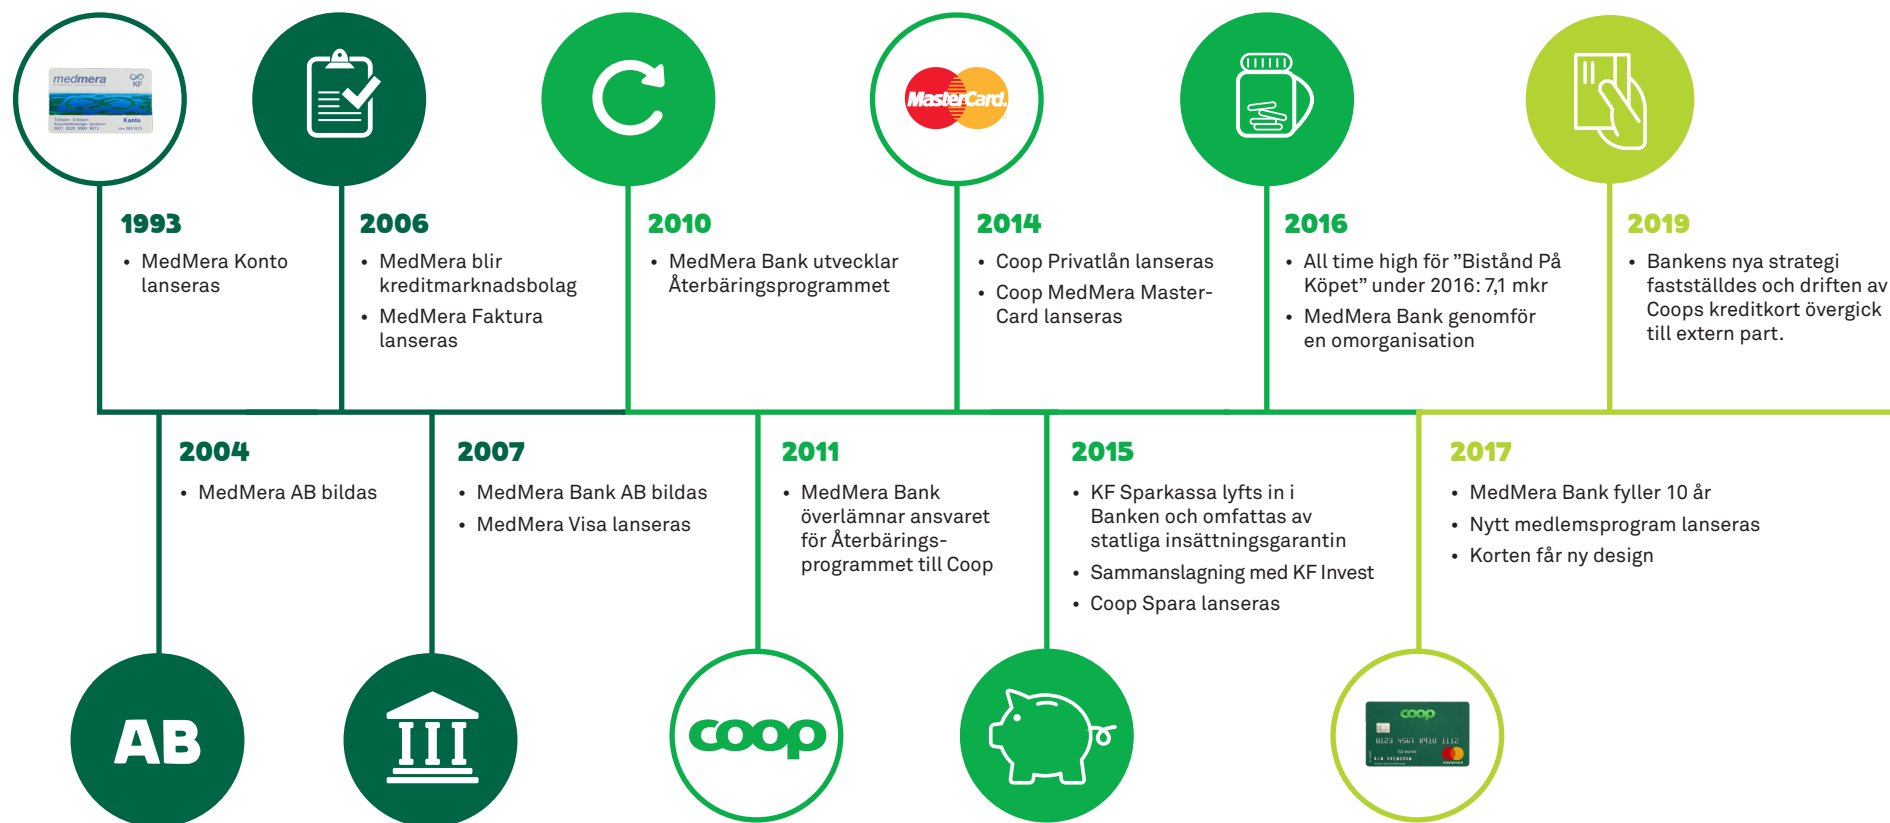 medmera
KF
Konto
MasterCard.
1993
• MedMera Konto
lanseras
2006
• MedMera blir
kreditmarknadsbolag
• MedMera Faktura
lanseras
2010
• MedMera Bank utvecklar
Återbäringsprogrammet
2014
• Coop Privatlån lanseras
• Coop MedMera Master-
Card lanseras
2016
• All time high för ”Bistånd På
Köpet” under 2016: 7,1 mkr
• MedMera Bank genomför
en omorganisation
2019
• Bankens nya strategi
fastställdes och driften av
Coops kreditkort övergick
till extern part.
2004
• MedMera AB bildas
2007
• MedMera Bank AB bildas
• MedMera Visa lanseras
2011
• MedMera Bank
överlämnar ansvaret
för Återbärings-
programmet till Coop
2015
• KF Sparkassa lyfts in i
Banken och omfattas av
statliga insättningsgarantin
• Sammanslagning med KF Invest
• Coop Spara lanseras
2017
• MedMera Bank fyller 10 år
• Nytt medlemsprogram lanseras
• Korten får ny design
AB
coop
coop
0123 4567 8910 1112
mastercard